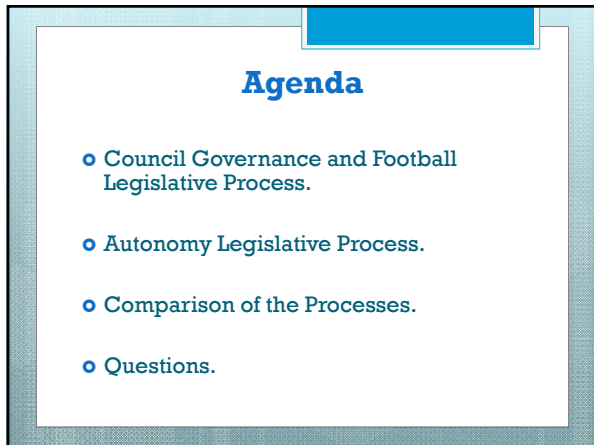 Agenda
Council Governance and Football
Legislative Process.
Autonomy Legislative Process.
Comparison of the Processes.
Questions.